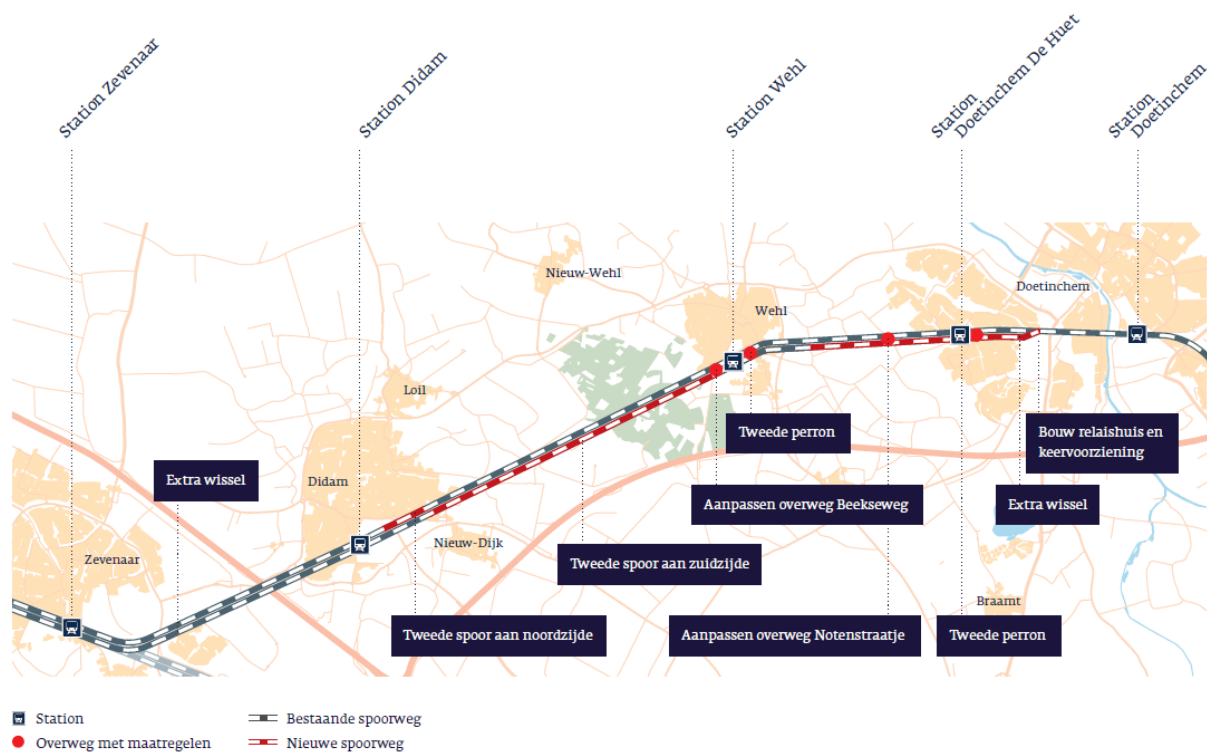 Station Zevenaar
Station Didam
Station Wehl
Station
Doetinchem De Huet
Station
Doetinchem
Nieuw-Wehl
Wehl
Doetinchem
Loil
Tweede perron
Bouw relaishuis en
keervoorziening
Extra wissel
Didam
Aanpassen overweg Beekseweg
Extra wissel
Nieuw-Dijk
Zevenaar
Tweede spoor aan zuidzijde
Braamt
Tweede spoor aan noordzijde
Aanpassen overweg Notenstraatje
Tweede perron
Station
Bestaande spoorweg
Overweg met maatregelen
Nieuwe spoorweg